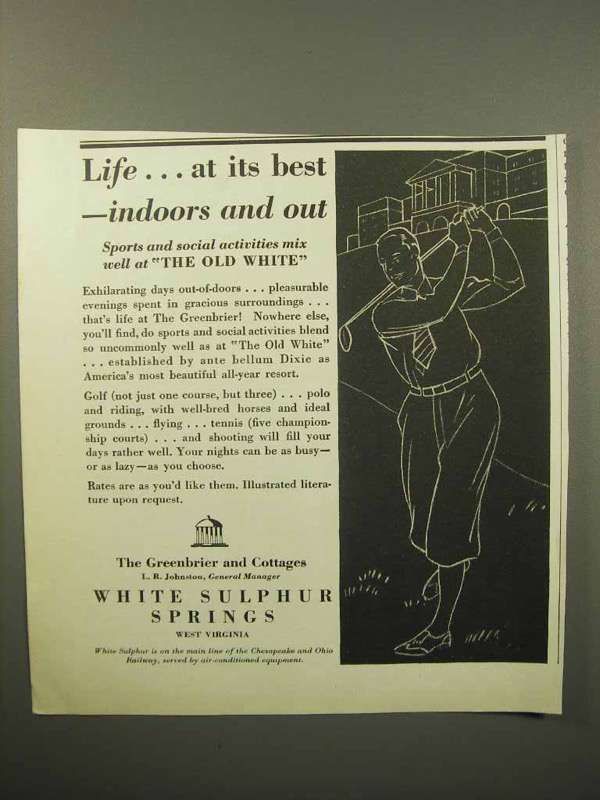 Life . . . at its best
—indoors and out
Sports and social activities mix
well at "THE OLD WHITE"
Exhilarating days out-of-doors . . . pleasurable
evenings spent in gracious surroundings . . .
that's life at The Greenbrier! Nowhere else,
you'll find, do sports and social activities blend
so uncommonly well as at "The Old White"
. . . established by ante bellum Dixie as
America's most beautiful all-year resort.
Golf (not just one course, but three) . . . polo
and riding, with well-bred horses and ideal
grounds . . . flying . . . tennis (five champion-
ship courts) . . . and shooting will fill your
days rather well. Your nights can be as busy—
or as lazy—as you choose.
Rates are as you'd like them. Illustrated litera-
ture upon request.
The Greenbrier and Cottages
L. R. Johnston, General Manager
WHITE SULPHUR
SPRINGS
WEST VIRGINIA
White Sulphur is on the main line of the Chesapeake and Ohio
Railway, served by air-conditioned equipment.